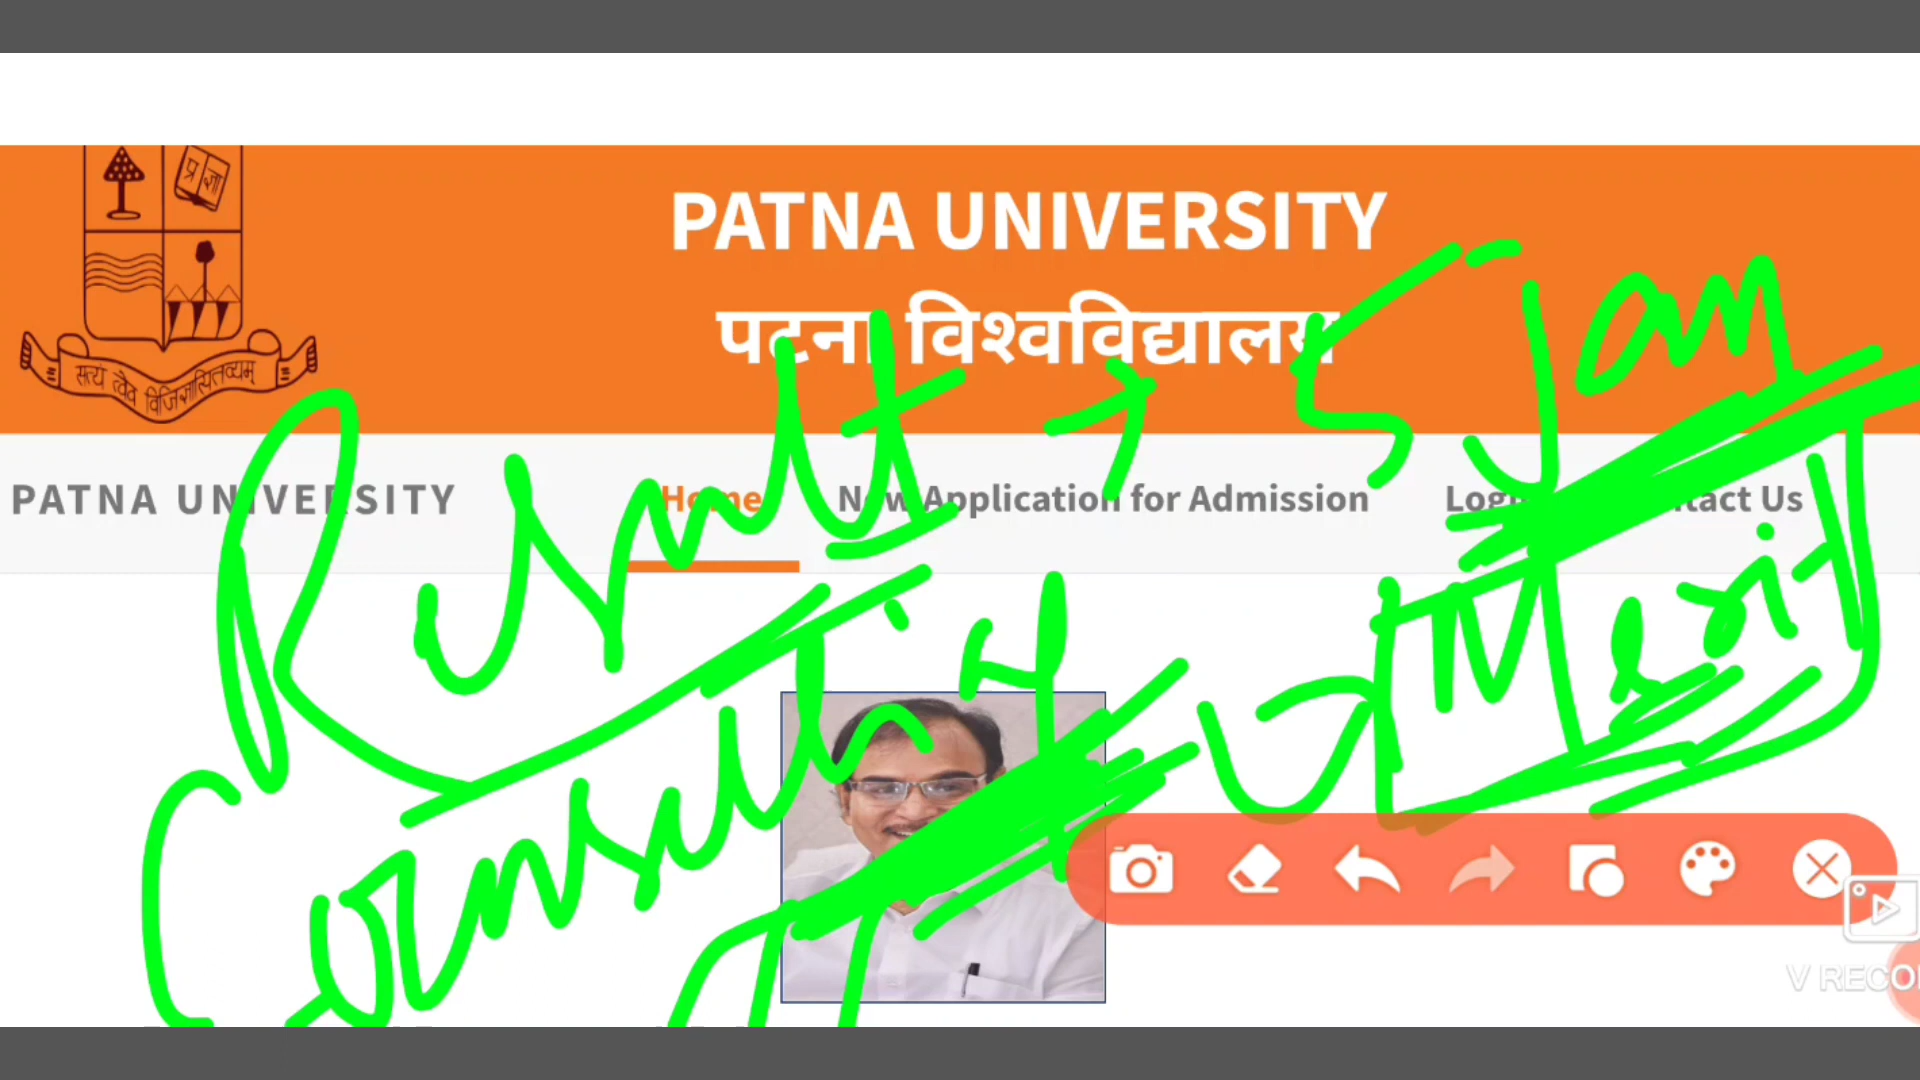 प्र ज्ञा
PATNA UNIVERSITY
पटना विश्वविद्यालय
सत्यं त्वेव विजिज्ञासितव्यम्
Result → 5 Jan
PATNA UNIVERSITY
Home
New Application for Admission
Login
Contact Us
Merit
V RECO